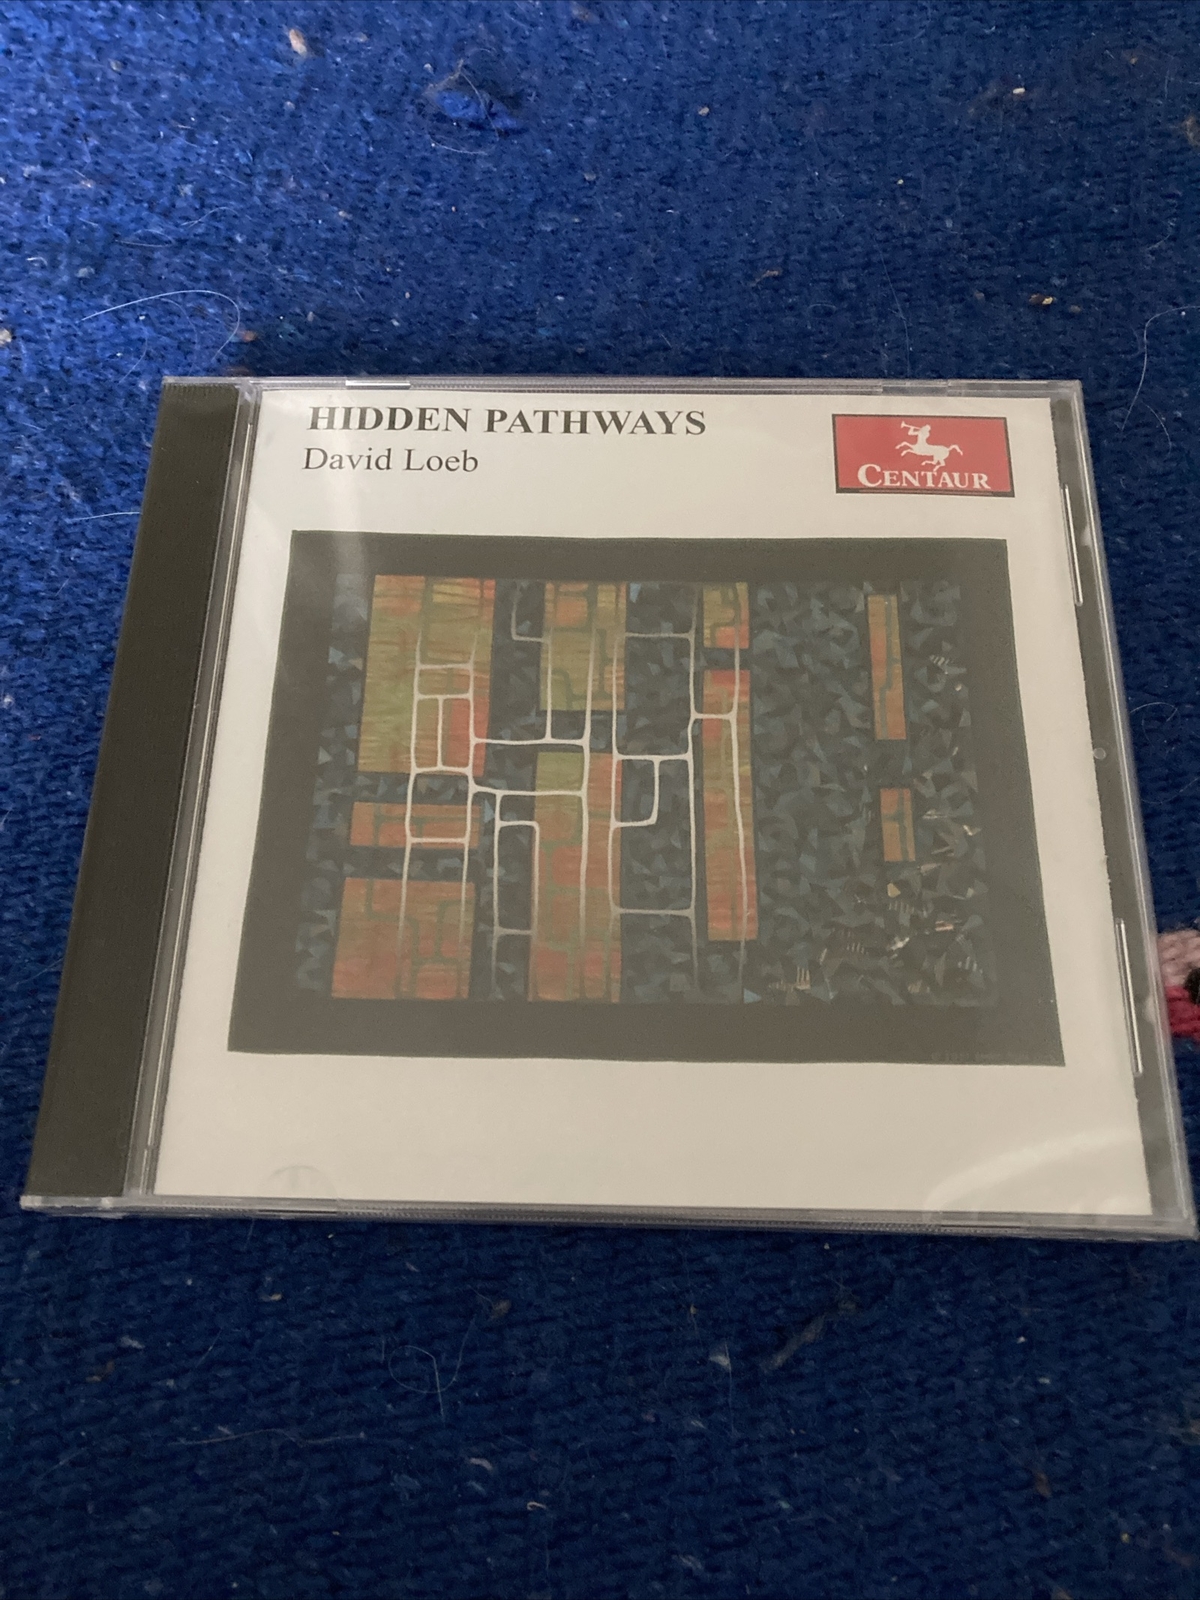 HIDDEN PATHWAYS
David Loeb
CENTAUR